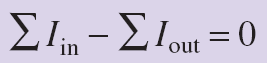 ∑I_in − ∑I_out = 0